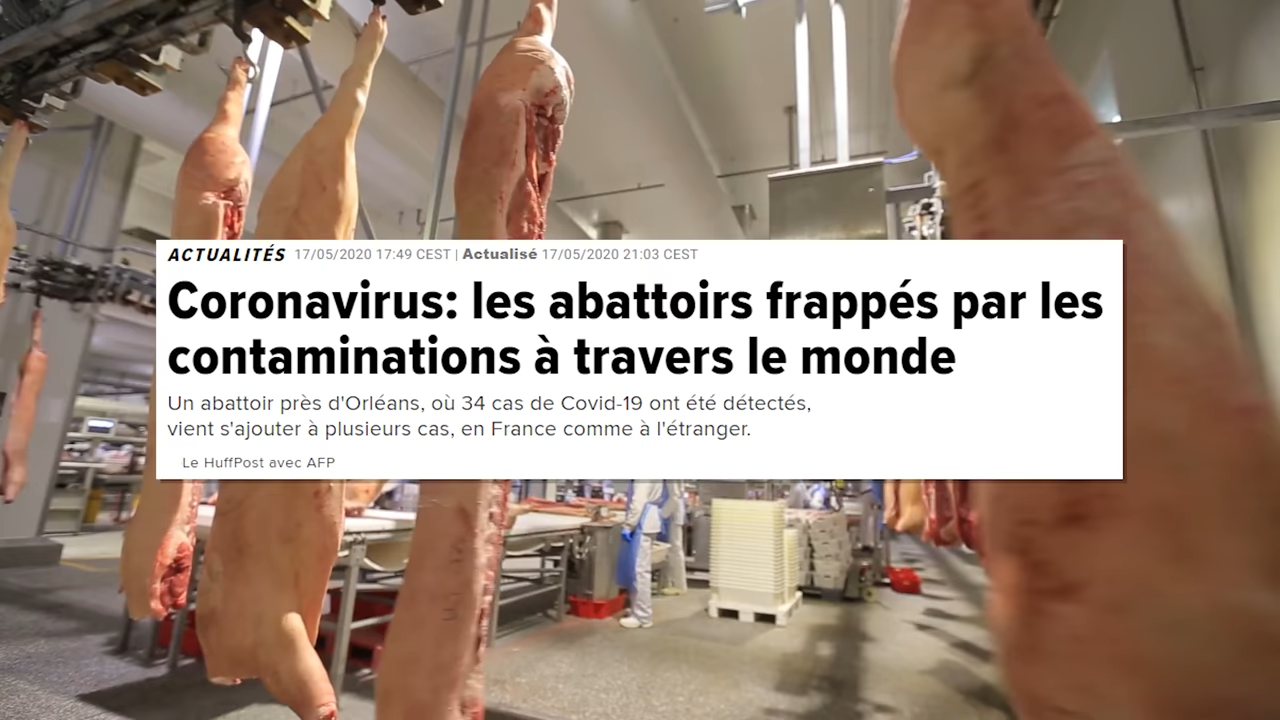 ACTUALITÉS 17/05/2020 17:49 CEST | Actualisé 17/05/2020 21:03 CEST
Coronavirus: les abattoirs frappés par les
contaminations à travers le monde
Un abattoir près d'Orléans, où 34 cas de Covid-19 ont été détectés,
vient s'ajouter à plusieurs cas, en France comme à l'étranger.
Le HuffPost avec AFP